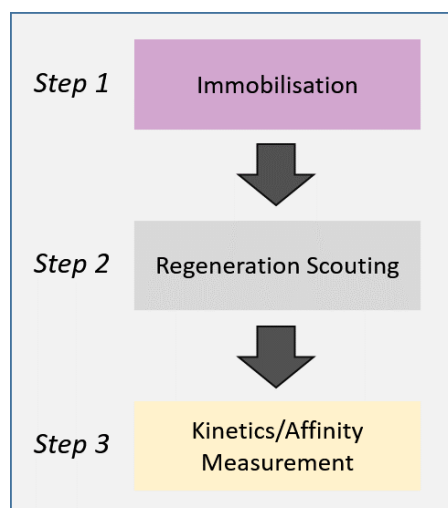 Step 1
Immobilisation
Step 2
Regeneration Scouting
Step 3
Kinetics/Affinity
Measurement